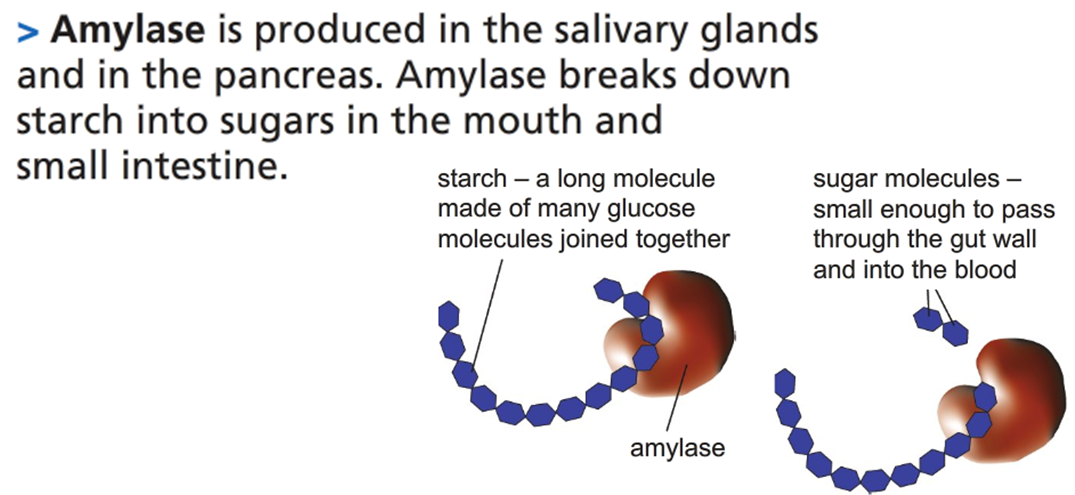 > Amylase is produced in the salivary glands
and in the pancreas. Amylase breaks down
starch into sugars in the mouth and
small intestine.
starch – a long molecule
made of many glucose
molecules joined together
sugar molecules –
small enough to pass
through the gut wall
and into the blood
amylase